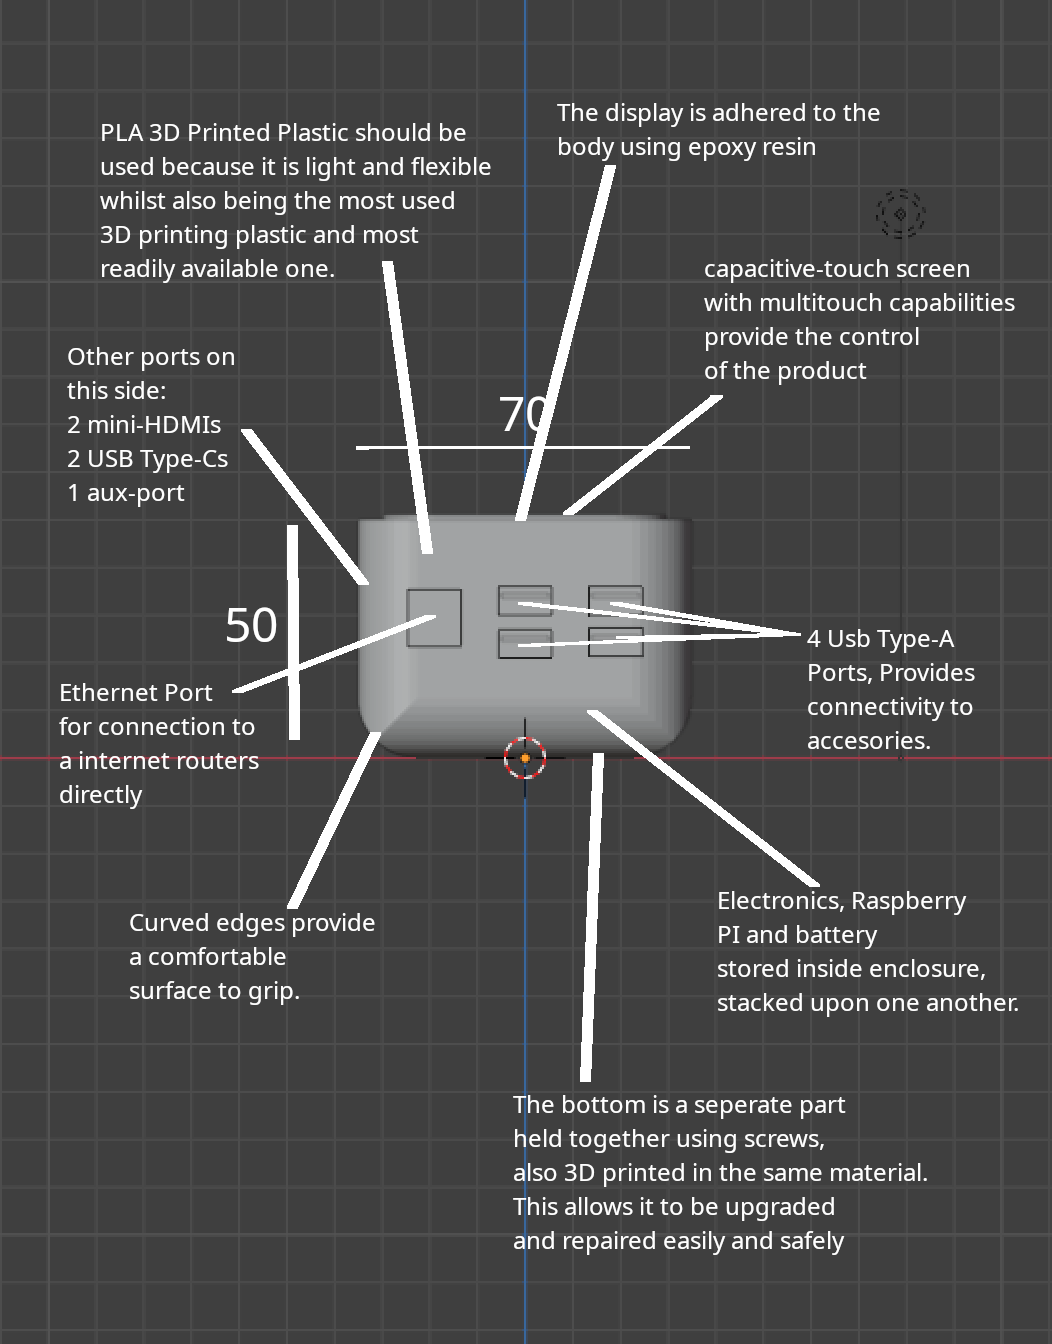 PLA 3D Printed Plastic should be
used because it is light and flexible
whilst also being the most used
3D printing plastic and most
readily available one.
The display is adhered to the
body using epoxy resin
capacitive-touch screen
with multitouch capabilities
provide the control
of the product
Other ports on
this side:
2 mini-HDMIs
2 USB Type-Cs
1 aux-port
70
50
4 Usb Type-A
Ports, Provides
connectivity to
accesories.
Ethernet Port
for connection to
a internet routers
directly
Curved edges provide
a comfortable
surface to grip.
Electronics, Raspberry
PI and battery
stored inside enclosure,
stacked upon one another.
The bottom is a seperate part
held together using screws,
also 3D printed in the same material.
This allows it to be upgraded
and repaired easily and safely